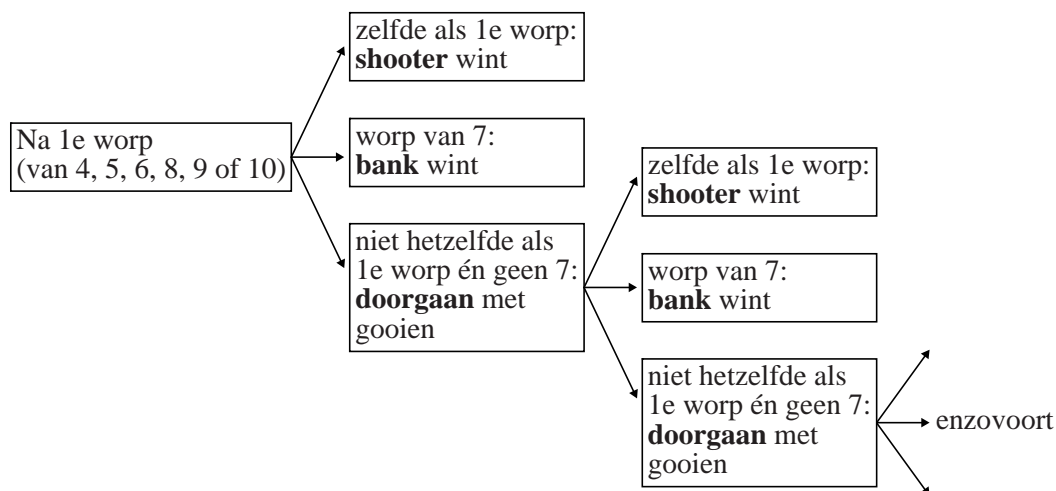 zelfde als 1e worp:
shooter wint
Na 1e worp
(van 4, 5, 6, 8, 9 of 10)
worp van 7:
bank wint
niet hetzelfde als
1e worp én geen 7:
doorgaan met
gooien
zelfde als 1e worp:
shooter wint
worp van 7:
bank wint
niet hetzelfde als
1e worp én geen 7:
doorgaan met
gooien
enzovoort